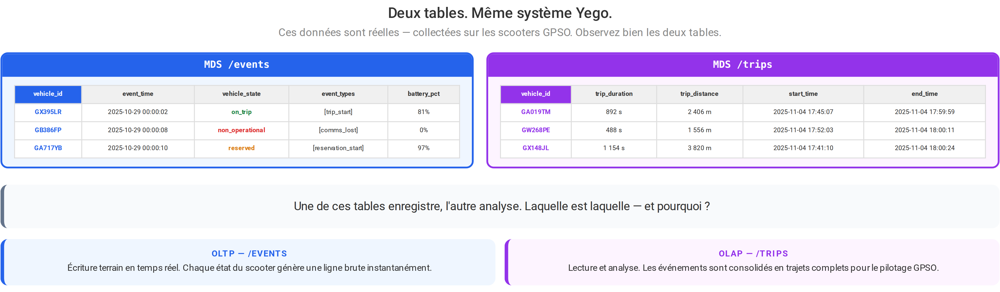 Deux tables. Même système Yego.
Ces données sont réelles — collectées sur les scooters GPSO. Observez bien les deux tables.
MDS /events
vehicle_id event_time vehicle_state event_types battery_pct
GX395LR 2025-10-29 00:00:02 on_trip [trip_start] 81%
GB386FP 2025-10-29 00:00:08 non_operational [comms_lost] 0%
GA717YB 2025-10-29 00:00:10 reserved [reservation_start] 97%
MDS /trips
vehicle_id trip_duration trip_distance start_time end_time
GA019TM 892 s 2 406 m 2025-11-04 17:45:07 2025-11-04 17:59:59
GW268PE 488 s 1 556 m 2025-11-04 17:52:03 2025-11-04 18:00:11
GX148JL 1 154 s 3 820 m 2025-11-04 17:41:10 2025-11-04 18:00:24
Une de ces tables enregistre, l'autre analyse. Laquelle est laquelle — et pourquoi ?
OLTP — /EVENTS
Écriture terrain en temps réel. Chaque état du scooter génère une ligne brute instantanément.
OLAP — /TRIPS
Lecture et analyse. Les événements sont consolidés en trajets complets pour le pilotage GPSO.